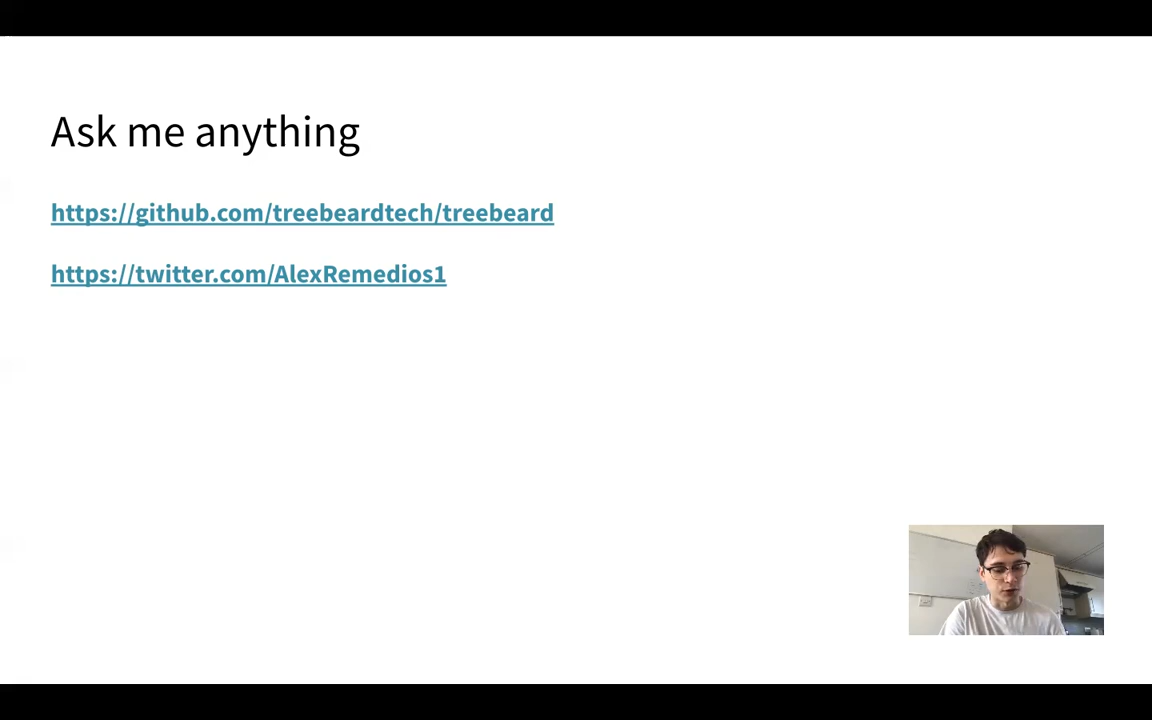 Ask me anything
https://github.com/treebeardtech/treebeard
https://twitter.com/AlexRemedios1